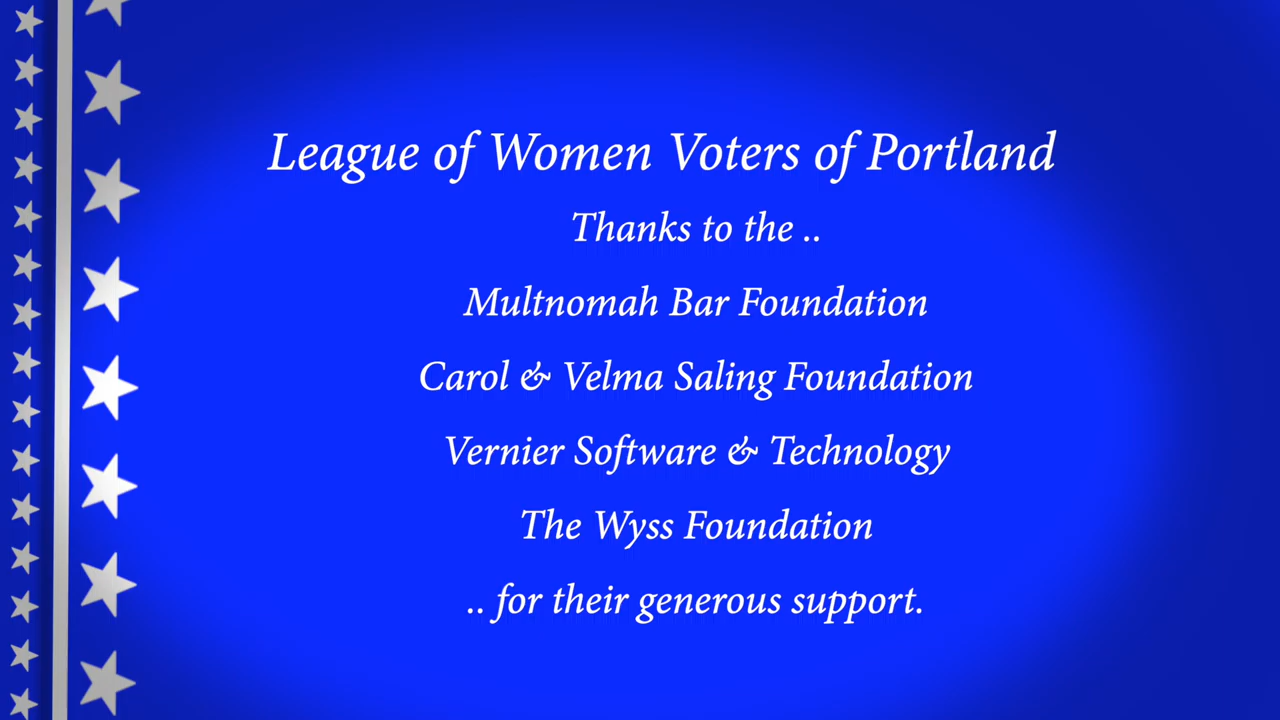 League of Women Voters of Portland
Thanks to the ..
Multnomah Bar Foundation
Carol & Velma Saling Foundation
Vernier Software & Technology
The Wyss Foundation
.. for their generous support.